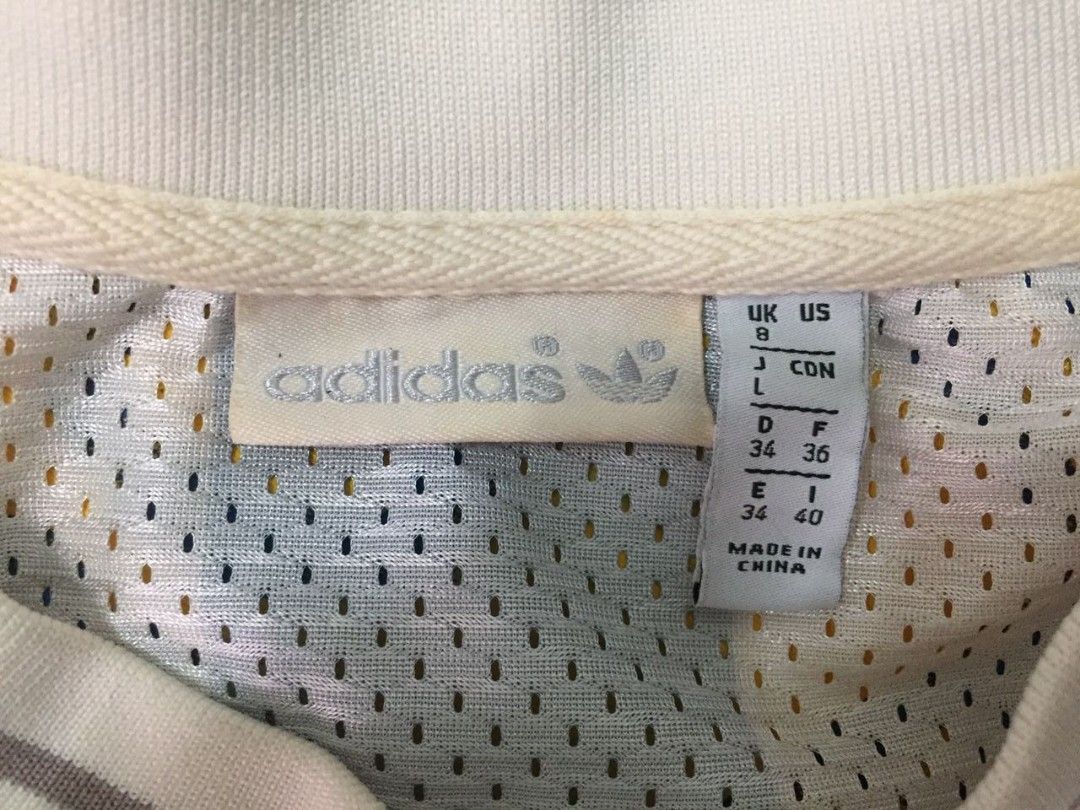 adidas ® ®
UK US
8
J CDN
L
D F
34 36
E I
34 40
MADE IN
CHINA